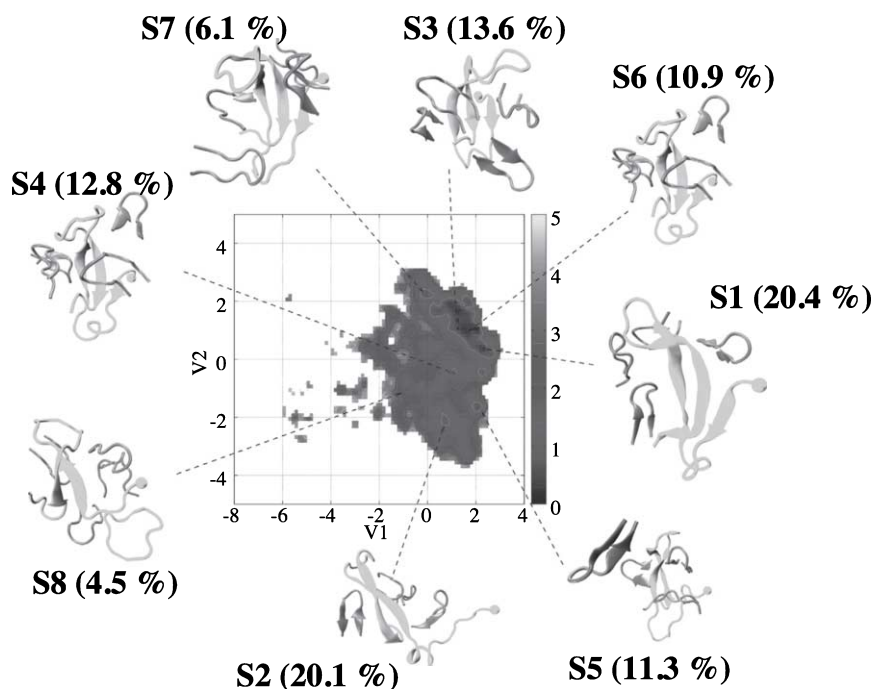 S7 (6.1 %)
S3 (13.6 %)
S6 (10.9 %)
S4 (12.8 %)
S1 (20.4 %)
S8 (4.5 %)
S2 (20.1 %)
S5 (11.3 %)
4
2
0
-2
-4
V2
-8
-6
-4
-2
0
2
4
V1
5
4
3
2
1
0